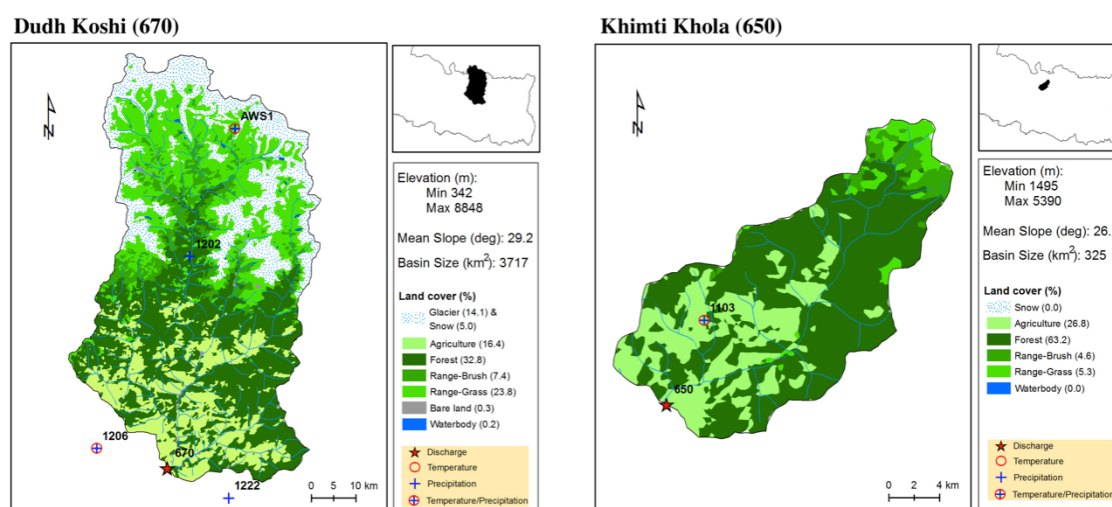 Dudh Koshi (670)
N
AWS1
1202
1206
670
1222
0 5 10 km
Elevation (m):
Min 342
Max 8848
Mean Slope (deg): 29.2
Basin Size (km²): 3717
Land cover (%)
Glacier (14.1) &
Snow (5.0)
Agriculture (16.4)
Forest (32.8)
Range-Brush (7.4)
Range-Grass (23.8)
Bare land (0.3)
Waterbody (0.2)
Discharge
Temperature
Precipitation
Temperature/Precipitation
Khimti Khola (650)
N
1103
650
0 2 4 km
Elevation (m):
Min 1495
Max 5390
Mean Slope (deg): 26.
Basin Size (km²): 325
Land cover (%)
Snow (0.0)
Agriculture (26.8)
Forest (63.2)
Range-Brush (4.6)
Range-Grass (5.3)
Waterbody (0.0)
Discharge
Temperature
Precipitation
Temperature/Precipitation